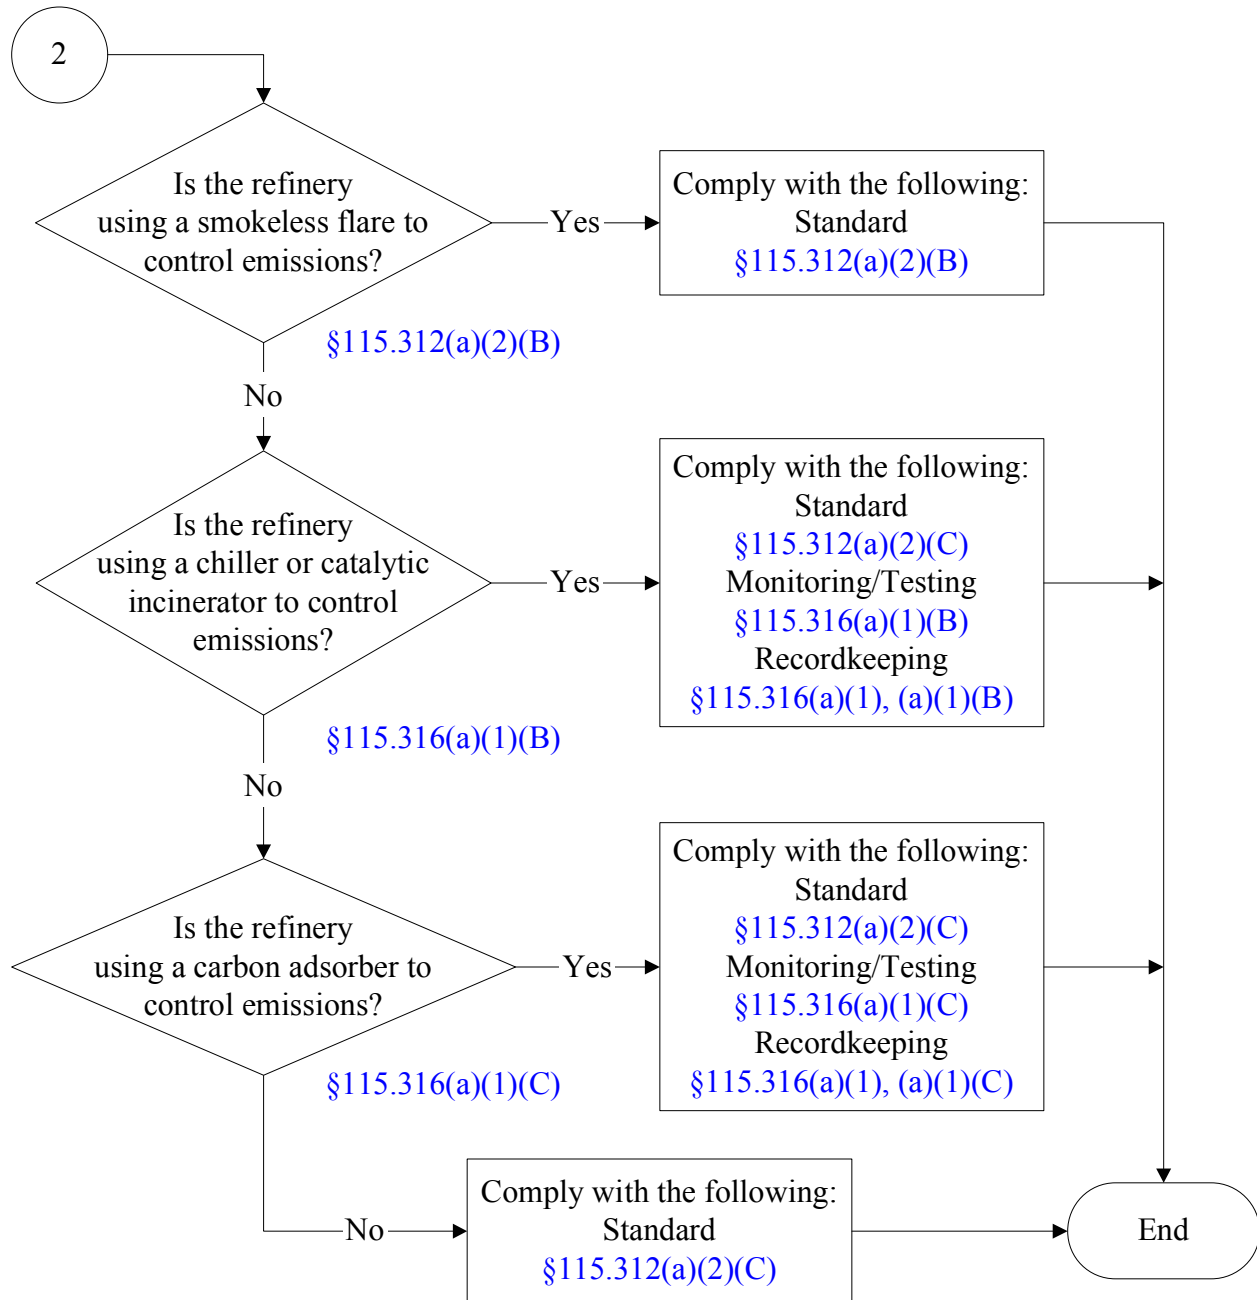 2
Is the refinery
using a smokeless flare to
control emissions?
Yes
Comply with the following:
Standard
§115.312(a)(2)(B)
§115.312(a)(2)(B)
No
Is the refinery
using a chiller or catalytic
incinerator to control
emissions?
Yes
Comply with the following:
Standard
§115.312(a)(2)(C)
Monitoring/Testing
§115.316(a)(1)(B)
Recordkeeping
§115.316(a)(1), (a)(1)(B)
§115.316(a)(1)(B)
No
Is the refinery
using a carbon adsorber to
control emissions?
Yes
Comply with the following:
Standard
§115.312(a)(2)(C)
Monitoring/Testing
§115.316(a)(1)(C)
Recordkeeping
§115.316(a)(1), (a)(1)(C)
§115.316(a)(1)(C)
No
Comply with the following:
Standard
§115.312(a)(2)(C)
End